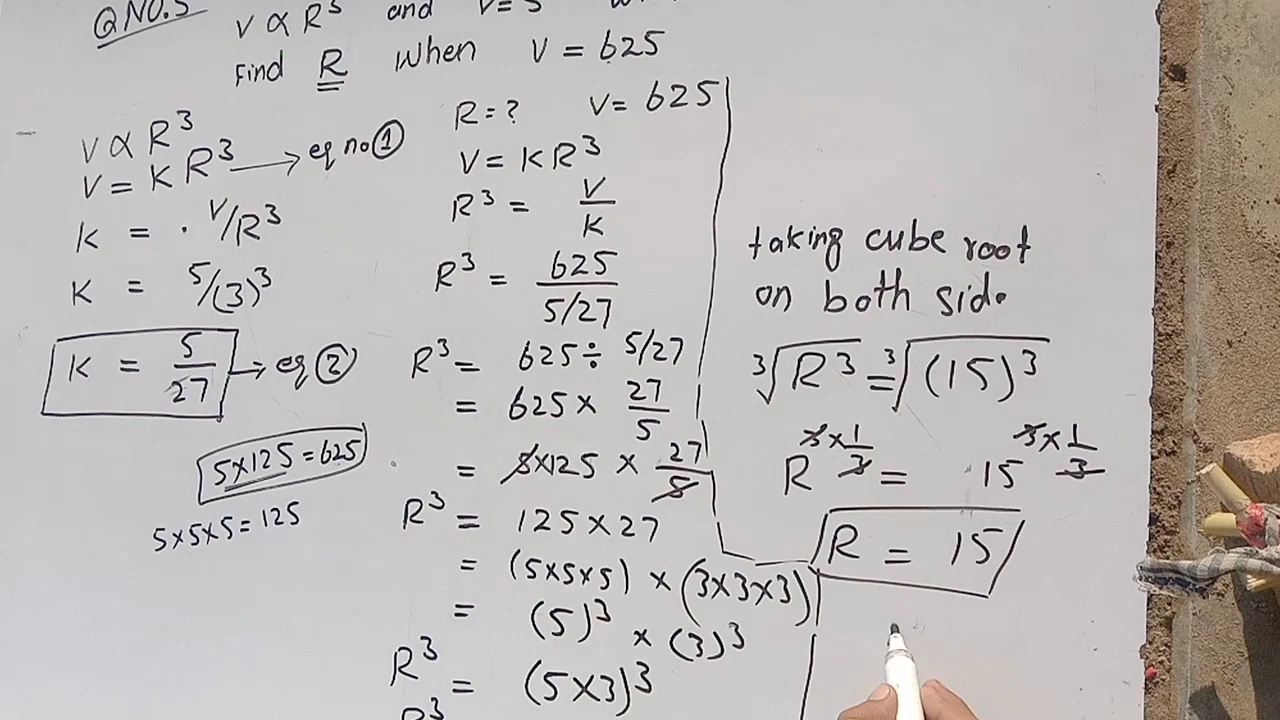 QNO.5 V ∝ R³ and V=5
Find R When V = 625
V ∝ R³
V = K R³ → eq no ①
K = V/R³
K = 5/(3)³
K = 5/27 → eq ②
5×125 = 625
5×5×5 = 125
R = ? V = 625
V = K R³
R³ = V/K
R³ = 625/5/27
R³ = 625 ÷ 5/27
= 625 × 27/5
= 5×125 × 27/5
R³ = 125 × 27
= (5×5×5) × (3×3×3)
= (5)³ × (3)³
R³ = (5×3)³
R³
taking cube root
on both side.
³√R³ = ³√(15)³
R³×1/3 = 15³×1/3
R = 15